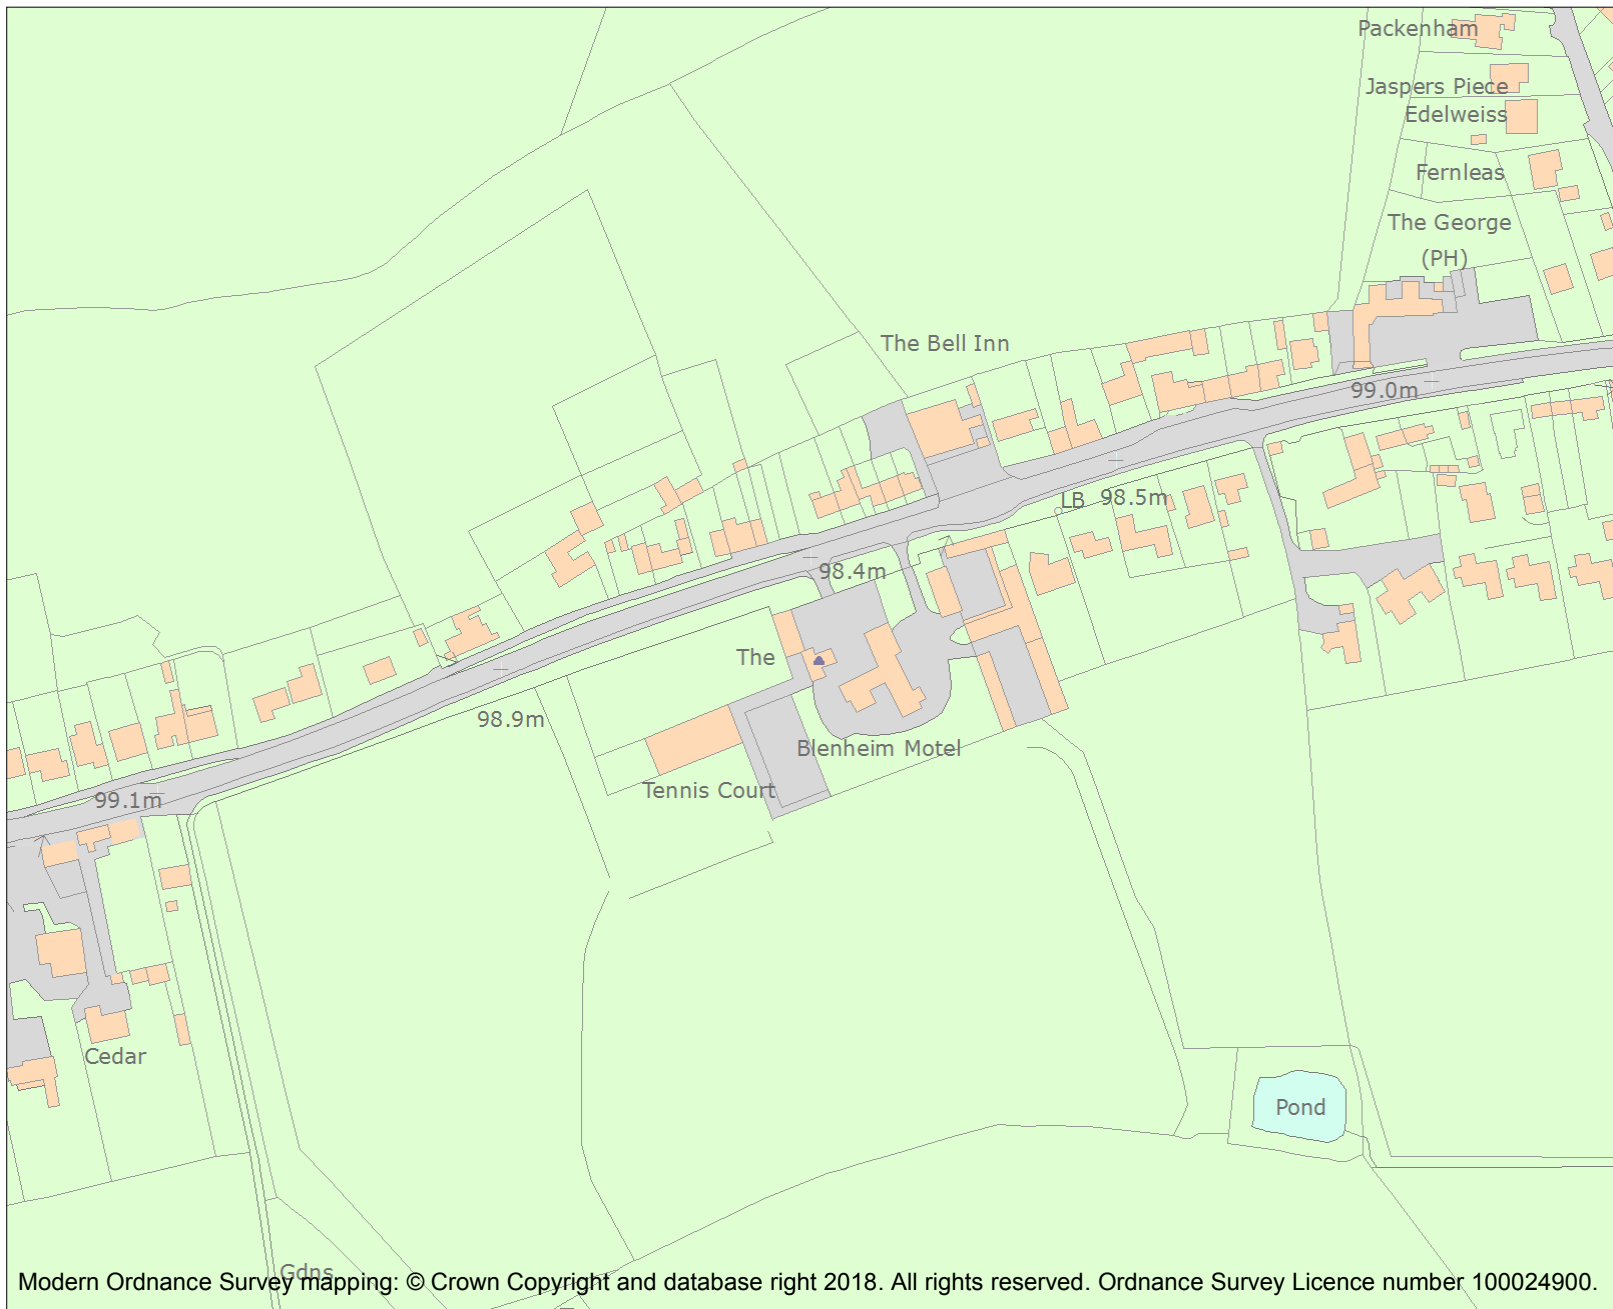 Packenham
Jaspers Piece
Edelweiss
Fernleas
The George
(PH)
The Bell Inn
99.0m
LB 98.5m
98.4m
The
98.9m
Blenheim Motel
Tennis Court
99.1m
Cedar
Pond
Gdns
Modern Ordnance Survey mapping: © Crown Copyright and database right 2018. All rights reserved. Ordnance Survey Licence number 100024900.